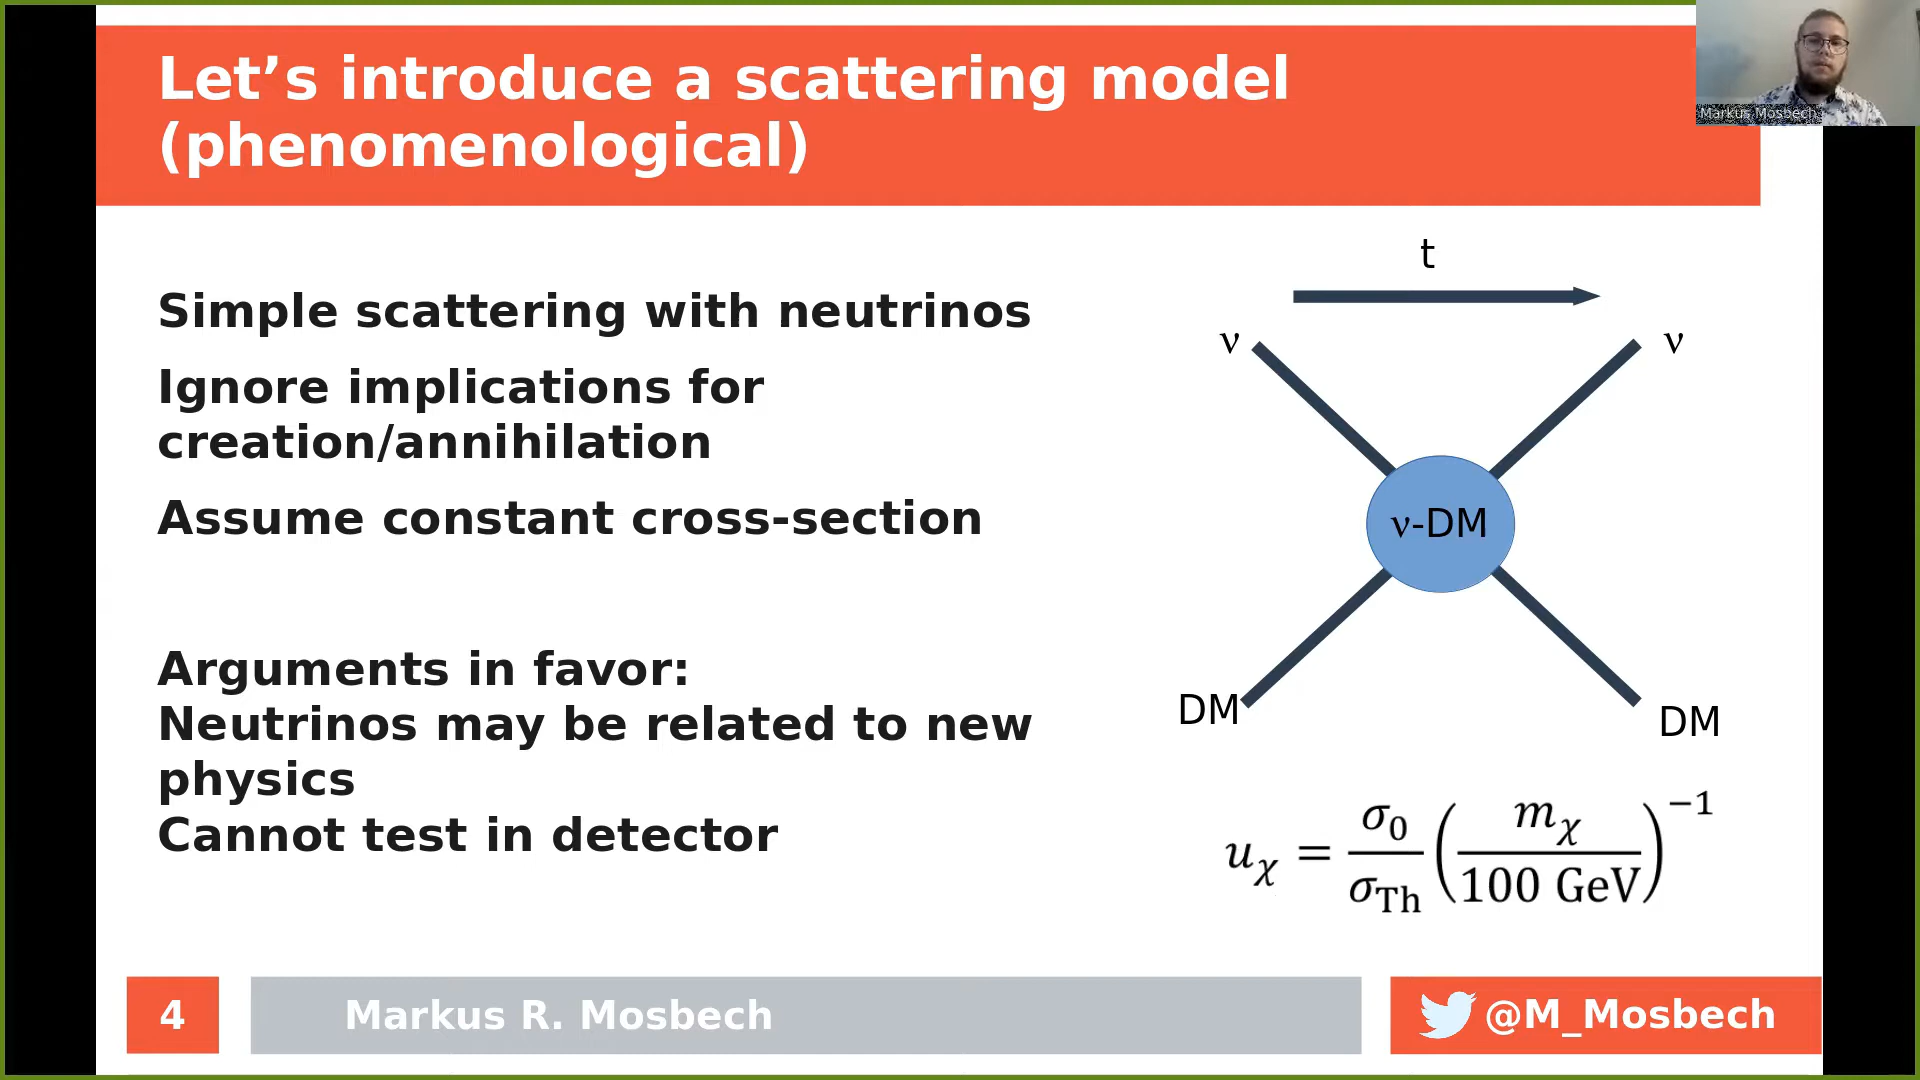 Let’s introduce a scattering model
(phenomenological)
Markus Mosbech
Simple scattering with neutrinos
Ignore implications for
creation/annihilation
Assume constant cross-section
Arguments in favor:
Neutrinos may be related to new
physics
Cannot test in detector
t
ν ν
ν-DM
DM DM
u_χ = σ_0/σ_Th (m_χ/100 GeV)^−1
4 Markus R. Mosbech @M_Mosbech